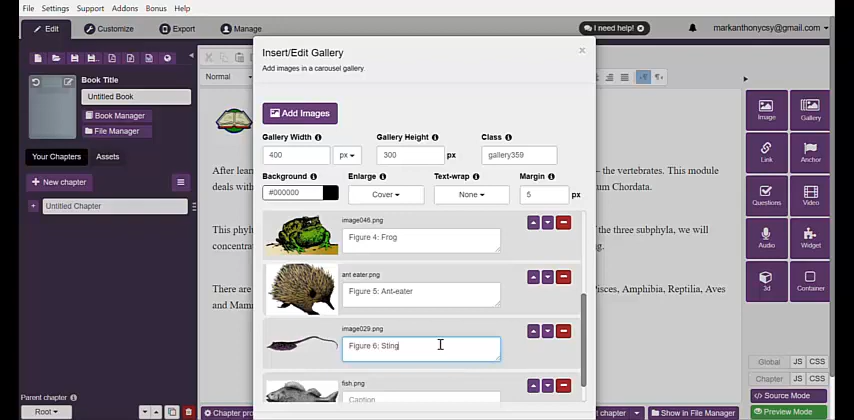 File Settings Support Addons Bonus Help
Edit Customize Export Manage I need help! markanthonycsy@gmail.com
Book Title
Untitled Book
Book Manager
File Manager
Your Chapters Assets
New chapter
Untitled Chapter
Parent chapter
Root
Normal
After lear
deals with
This phyl
concentra
There are
and Mam
– the vertebrates. This module
um Chordata.
f the three subphyla, we will
g.
isces, Amphibia, Reptilia, Aves
Insert/Edit Gallery
Add images in a carousel gallery.
Add Images
Gallery Width Gallery Height Class
400 px 300 px gallery359
Background Enlarge Text-wrap Margin
#000000 Cover None 5 px
image046.png
Figure 4: Frog
ant eater.png
Figure 5: Ant-eater
image029.png
Figure 6: Sting
fish.png
Caption
Image Gallery
Link Anchor
Questions Video
Audio Widget
3d Container
Global JS CSS
Chapter JS CSS
Source Mode
Preview Mode
Chapter pro
t chapter
Show in File Manager